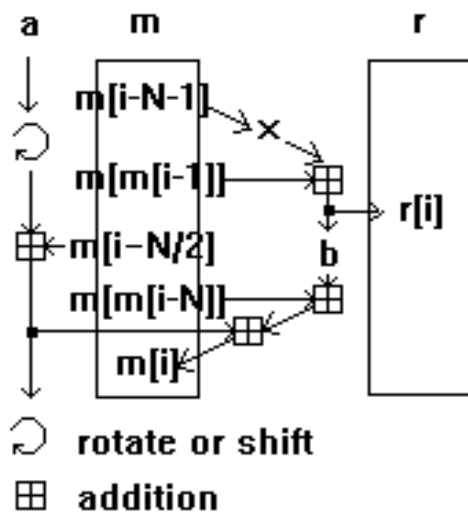 a m r
m[i-N-1]
x
m[m[i-1]]
r[i]
m[i-N/2]
b
m[m[i-N]]
m[i]
rotate or shift
addition